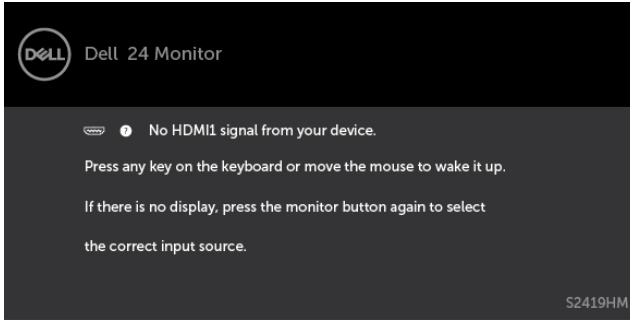 DELL Dell 24 Monitor
? No HDMI1 signal from your device.
Press any key on the keyboard or move the mouse to wake it up.
If there is no display, press the monitor button again to select
the correct input source.
S2419HM